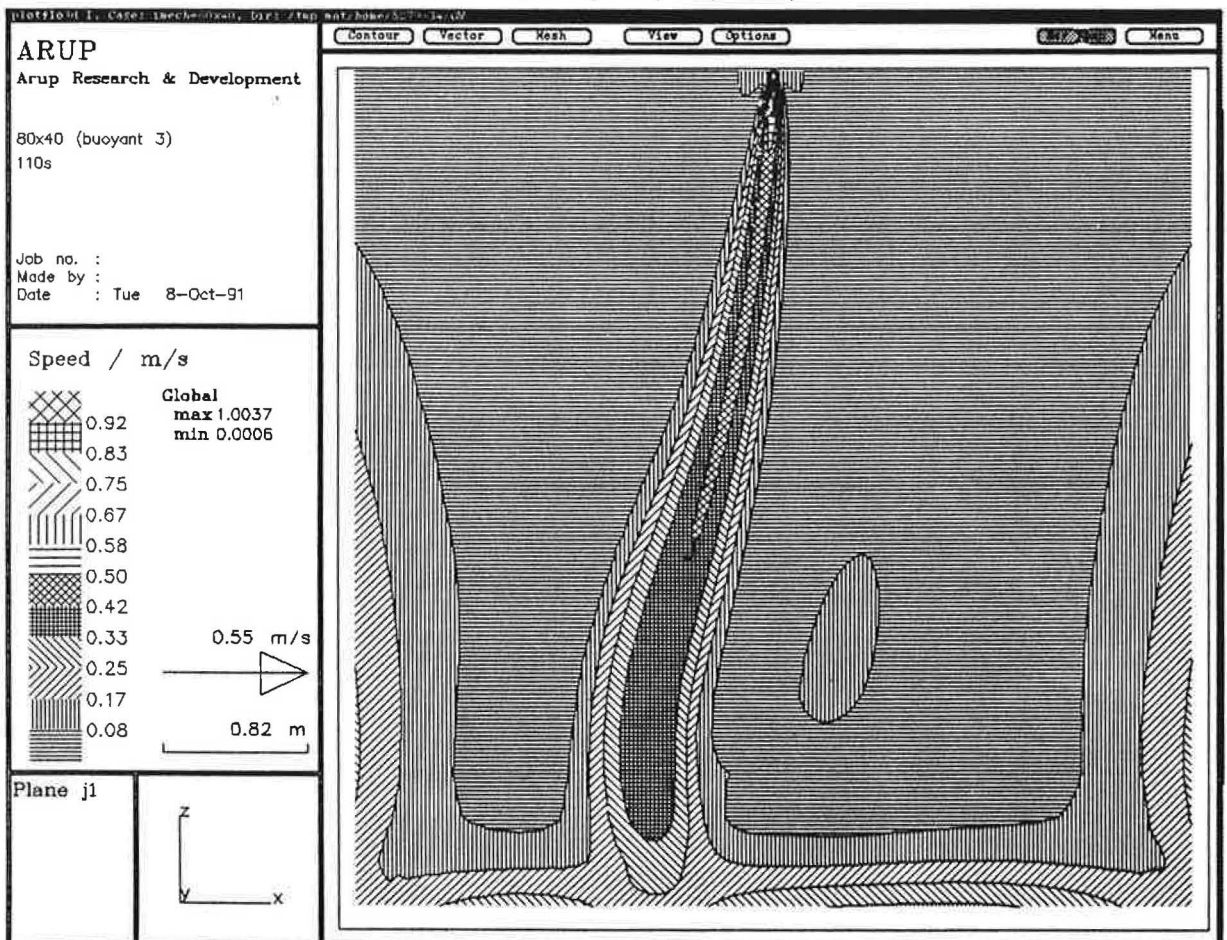 ARUP
Arup Research & Development
80x40 (buoyant 3)
110s
Job no. :
Made by :
Date : Tue 8-Oct-91
Contour Vector Mesh View Options Menu
Speed / m/s
Global
max 1.0037
min 0.0006
0.92
0.83
0.75
0.67
0.58
0.50
0.42
0.33
0.25
0.17
0.08
0.55 m/s
0.82 m
Plane j1
z
y
x